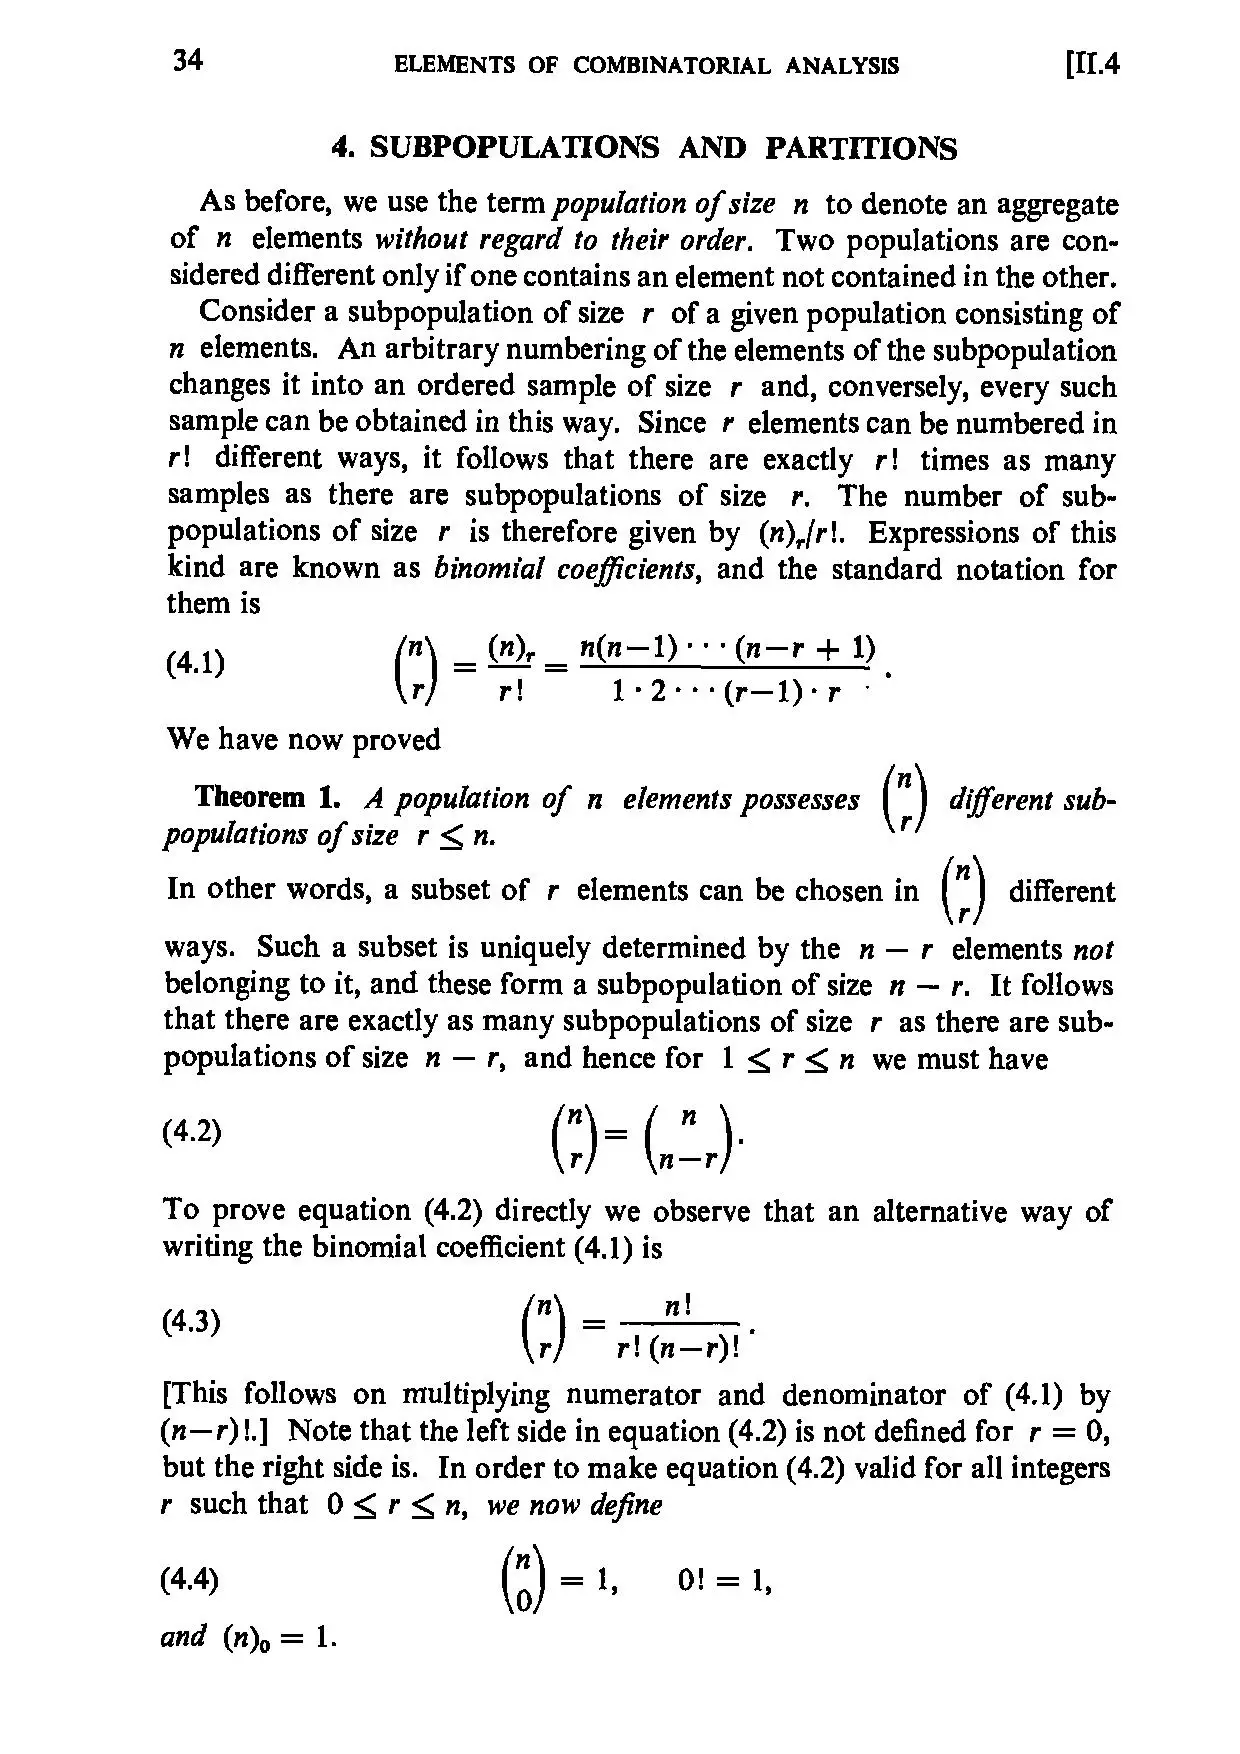 34 ELEMENTS OF COMBINATORIAL ANALYSIS [II.4
4. SUBPOPULATIONS AND PARTITIONS
As before, we use the term population of size n to denote an aggregate
of n elements without regard to their order. Two populations are con-
sidered different only if one contains an element not contained in the other.
Consider a subpopulation of size r of a given population consisting of
n elements. An arbitrary numbering of the elements of the subpopulation
changes it into an ordered sample of size r and, conversely, every such
sample can be obtained in this way. Since r elements can be numbered in
r! different ways, it follows that there are exactly r! times as many
samples as there are subpopulations of size r. The number of sub-
populations of size r is therefore given by (n)_r/r!. Expressions of this
kind are known as binomial coefficients, and the standard notation for
them is
(4.1) \binom{n}{r} = \frac{(n)_r}{r!} = \frac{n(n-1)\cdots(n-r+1)}{1\cdot 2\cdots(r-1)\cdot r}.
We have now proved
Theorem 1. A population of n elements possesses \binom{n}{r} different sub-
populations of size r ≤ n.
In other words, a subset of r elements can be chosen in \binom{n}{r} different
ways. Such a subset is uniquely determined by the n − r elements not
belonging to it, and these form a subpopulation of size n − r. It follows
that there are exactly as many subpopulations of size r as there are sub-
populations of size n − r, and hence for 1 ≤ r ≤ n we must have
(4.2) \binom{n}{r} = \binom{n}{n-r}.
To prove equation (4.2) directly we observe that an alternative way of
writing the binomial coefficient (4.1) is
(4.3) \binom{n}{r} = \frac{n!}{r!(n-r)!}.
[This follows on multiplying numerator and denominator of (4.1) by
(n−r)!.] Note that the left side in equation (4.2) is not defined for r = 0,
but the right side is. In order to make equation (4.2) valid for all integers
r such that 0 ≤ r ≤ n, we now define
(4.4) \binom{n}{0} = 1, 0! = 1,
and (n)_0 = 1.